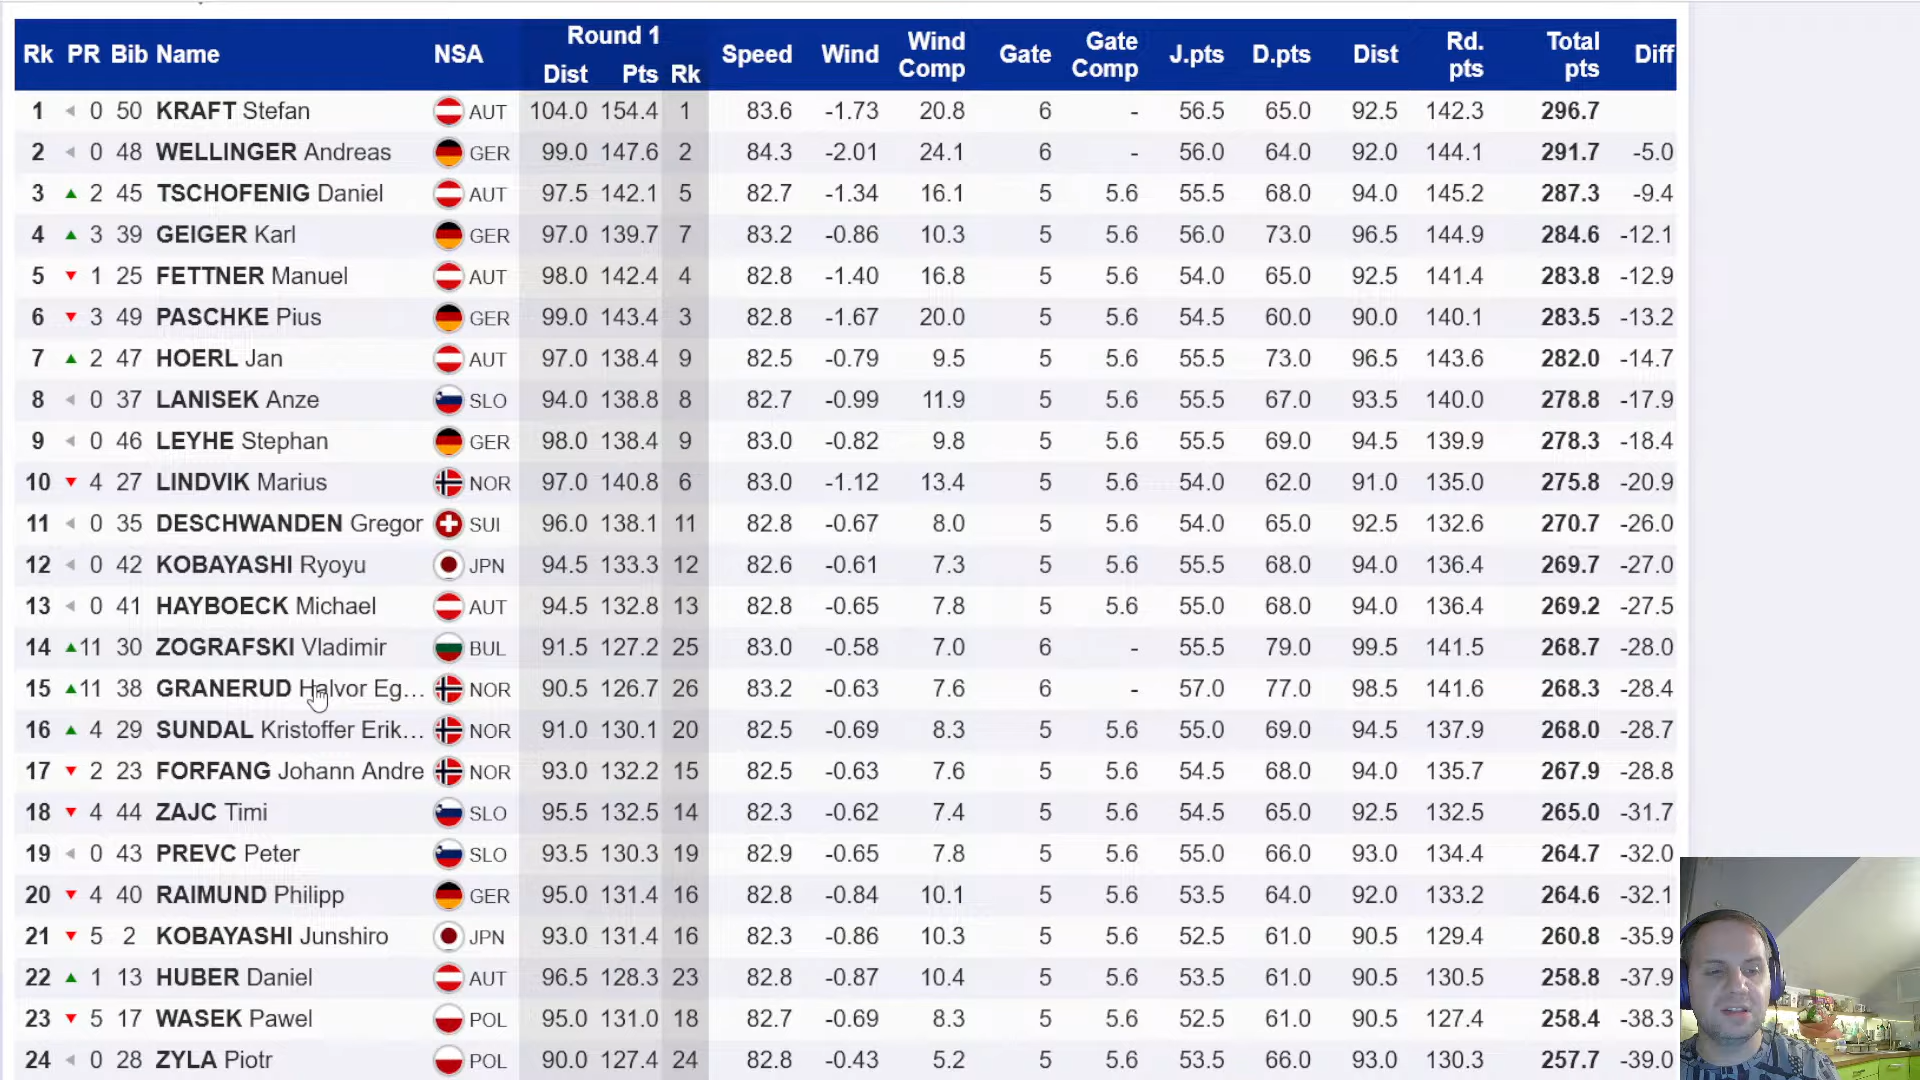 Rk PR Bib Name NSA Round 1 Dist Pts Rk Speed Wind Wind Comp Gate Gate Comp J.pts D.pts Dist Rd. pts Total pts Diff
1 0 50 KRAFT Stefan AUT 104.0 154.4 1 83.6 -1.73 20.8 6 - 56.5 65.0 92.5 142.3 296.7
2 0 48 WELLINGER Andreas GER 99.0 147.6 2 84.3 -2.01 24.1 6 - 56.0 64.0 92.0 144.1 291.7 -5.0
3 2 45 TSCHOFENIG Daniel AUT 97.5 142.1 5 82.7 -1.34 16.1 5 5.6 55.5 68.0 94.0 145.2 287.3 -9.4
4 3 39 GEIGER Karl GER 97.0 139.7 7 83.2 -0.86 10.3 5 5.6 56.0 73.0 96.5 144.9 284.6 -12.1
5 1 25 FETTNER Manuel AUT 98.0 142.4 4 82.8 -1.40 16.8 5 5.6 54.0 65.0 92.5 141.4 283.8 -12.9
6 3 49 PASCHKE Pius GER 99.0 143.4 3 82.8 -1.67 20.0 5 5.6 54.5 60.0 90.0 140.1 283.5 -13.2
7 2 47 HOERL Jan AUT 97.0 138.4 9 82.5 -0.79 9.5 5 5.6 55.5 73.0 96.5 143.6 282.0 -14.7
8 0 37 LANISEK Anze SLO 94.0 138.8 8 82.7 -0.99 11.9 5 5.6 55.5 67.0 93.5 140.0 278.8 -17.9
9 0 46 LEYHE Stephan GER 98.0 138.4 9 83.0 -0.82 9.8 5 5.6 55.5 69.0 94.5 139.9 278.3 -18.4
10 4 27 LINDVIK Marius NOR 97.0 140.8 6 83.0 -1.12 13.4 5 5.6 54.0 62.0 91.0 135.0 275.8 -20.9
11 0 35 DESCHWANDEN Gregor SUI 96.0 138.1 11 82.8 -0.67 8.0 5 5.6 54.0 65.0 92.5 132.6 270.7 -26.0
12 0 42 KOBAYASHI Ryoyu JPN 94.5 133.3 12 82.6 -0.61 7.3 5 5.6 55.5 68.0 94.0 136.4 269.7 -27.0
13 0 41 HAYBOECK Michael AUT 94.5 132.8 13 82.8 -0.65 7.8 5 5.6 55.0 68.0 94.0 136.4 269.2 -27.5
14 11 30 ZOGRAFSKI Vladimir BUL 91.5 127.2 25 83.0 -0.58 7.0 6 - 55.5 79.0 99.5 141.5 268.7 -28.0
15 11 38 GRANERUD Halvor Eg... NOR 90.5 126.7 26 83.2 -0.63 7.6 6 - 57.0 77.0 98.5 141.6 268.3 -28.4
16 4 29 SUNDAL Kristoffer Erik... NOR 91.0 130.1 20 82.5 -0.69 8.3 5 5.6 55.0 69.0 94.5 137.9 268.0 -28.7
17 2 23 FORFANG Johann Andre NOR 93.0 132.2 15 82.5 -0.63 7.6 5 5.6 54.5 68.0 94.0 135.7 267.9 -28.8
18 4 44 ZAJC Timi SLO 95.5 132.5 14 82.3 -0.62 7.4 5 5.6 54.5 65.0 92.5 132.5 265.0 -31.7
19 0 43 PREVC Peter SLO 93.5 130.3 19 82.9 -0.65 7.8 5 5.6 55.0 66.0 93.0 134.4 264.7 -32.0
20 4 40 RAIMUND Philipp GER 95.0 131.4 16 82.8 -0.84 10.1 5 5.6 53.5 64.0 92.0 133.2 264.6 -32.1
21 5 2 KOBAYASHI Junshiro JPN 93.0 131.4 16 82.3 -0.86 10.3 5 5.6 52.5 61.0 90.5 129.4 260.8 -35.9
22 1 13 HUBER Daniel AUT 96.5 128.3 23 82.8 -0.87 10.4 5 5.6 53.5 61.0 90.5 130.5 258.8 -37.9
23 5 17 WASEK Pawel POL 95.0 131.0 18 82.7 -0.69 8.3 5 5.6 52.5 61.0 90.5 127.4 258.4 -38.3
24 0 28 ZYLA Piotr POL 90.0 127.4 24 82.8 -0.43 5.2 5 5.6 53.5 66.0 93.0 130.3 257.7 -39.0